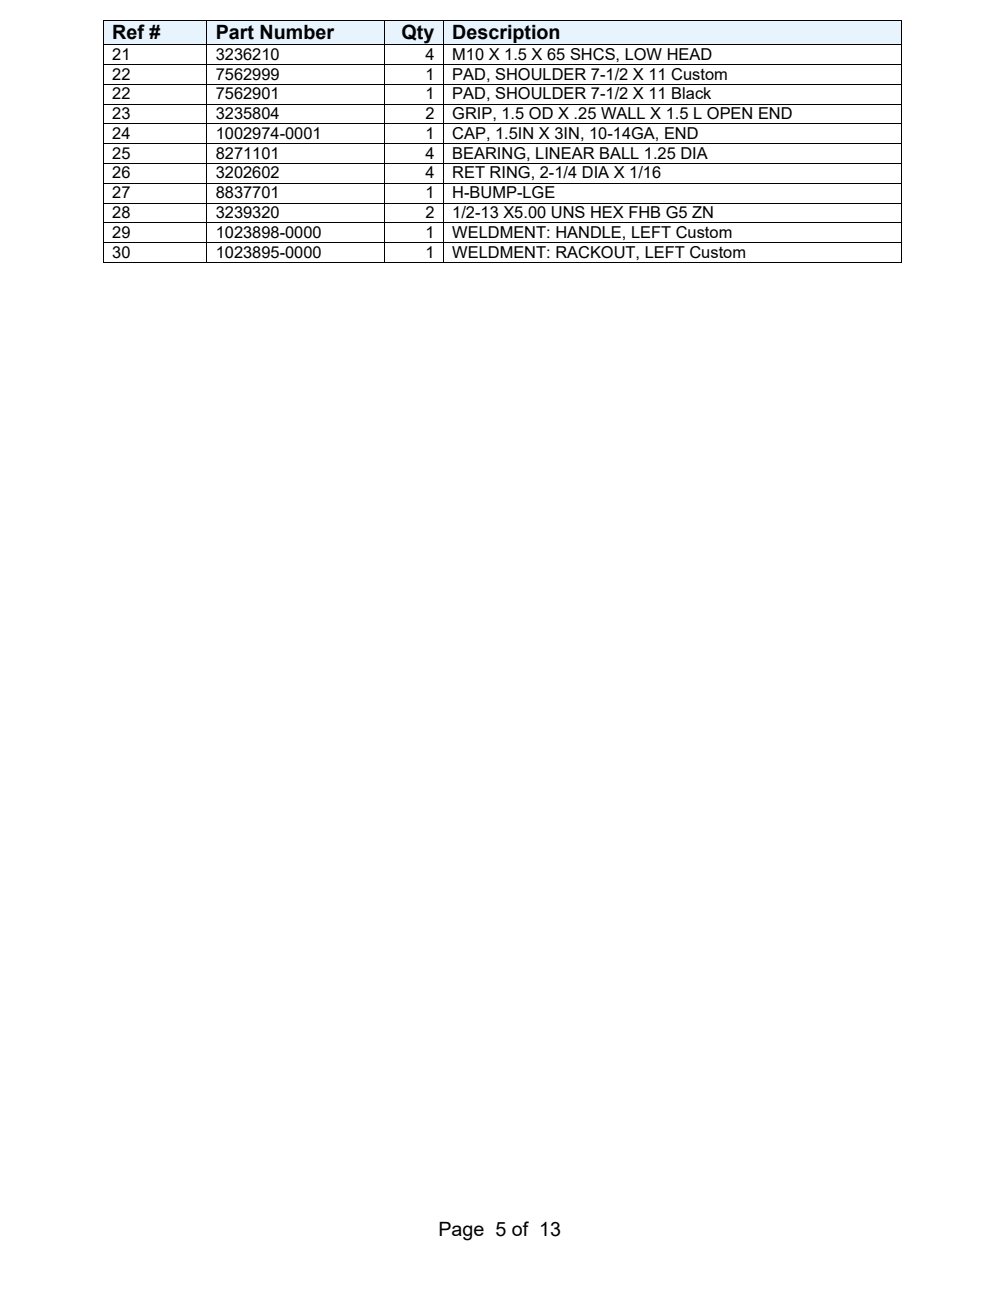 Ref # Part Number Qty Description
21 3236210 4 M10 X 1.5 X 65 SHCS, LOW HEAD
22 7562999 1 PAD, SHOULDER 7-1/2 X 11 Custom
22 7562901 1 PAD, SHOULDER 7-1/2 X 11 Black
23 3235804 2 GRIP, 1.5 OD X .25 WALL X 1.5 L OPEN END
24 1002974-0001 1 CAP, 1.5IN X 3IN, 10-14GA, END
25 8271101 4 BEARING, LINEAR BALL 1.25 DIA
26 3202602 4 RET RING, 2-1/4 DIA X 1/16
27 8837701 1 H-BUMP-LGE
28 3239320 2 1/2-13 X5.00 UNS HEX FHB G5 ZN
29 1023898-0000 1 WELDMENT: HANDLE, LEFT Custom
30 1023895-0000 1 WELDMENT: RACKOUT, LEFT Custom
Page 5 of 13